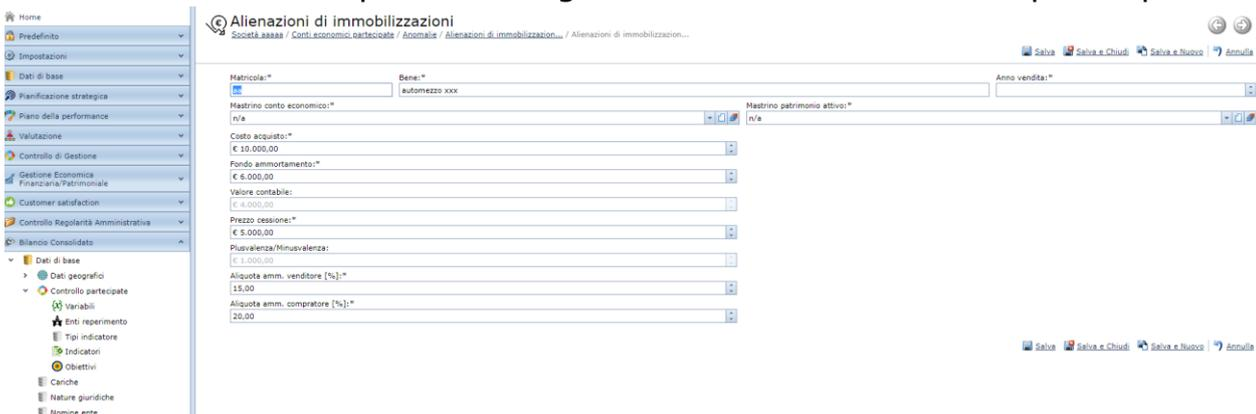 Home
Predefinito
Impostazioni
Dati di base
Pianificazione strategica
Piano della performance
Valutazione
Controllo di Gestione
Gestione Economica
Finanziaria/Patrimoniale
Customer satisfaction
Controllo Regolarità Amministrativa
Bilancio Consolidato
Dati di base
Dati geografici
Controllo partecipate
Variabili
Enti reperimento
Tipi indicatore
Indicatori
Obiettivi
Cariche
Nature giuridiche
Nomine ente
Alienazioni di immobilizzazioni
Società aaaaa / Conti economici partecipate / Anomalie / Alienazioni di immobilizzazion... / Alienazioni di immobilizzazion...
Salva Salva e Chiudi Salva e Nuovo Annulla
Matricola:* Bene:* Anno vendita:*
aa automezzo xxx
Mastrino conto economico:* Mastrino patrimonio attivo:*
n/a n/a
Costo acquisto:*
€ 10.000,00
Fondo ammortamento:*
€ 6.000,00
Valore contabile:
€ 4.000,00
Prezzo cessione:*
€ 5.000,00
Plusvalenza/Minusvalenza:
€ 1.000,00
Aliquota amm. venditore [%]:*
15,00
Aliquota amm. compratore [%]:*
20,00
Salva Salva e Chiudi Salva e Nuovo Annulla